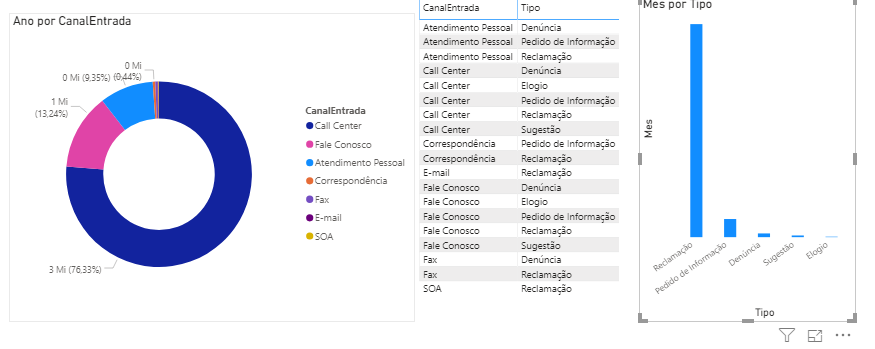 Ano por CanalEntrada
0 Mi
0 Mi (9,35%)
(0,44%)
1 Mi
(13,24%)
3 Mi (76,33%)
CanalEntrada
Call Center
Fale Conosco
Atendimento Pessoal
Correspondência
Fax
E-mail
SOA
CanalEntrada Tipo
Atendimento Pessoal Denúncia
Atendimento Pessoal Pedido de Informação
Atendimento Pessoal Reclamação
Call Center Denúncia
Call Center Elogio
Call Center Pedido de Informação
Call Center Reclamação
Call Center Sugestão
Correspondência Pedido de Informação
Correspondência Reclamação
E-mail Reclamação
Fale Conosco Denúncia
Fale Conosco Elogio
Fale Conosco Pedido de Informação
Fale Conosco Reclamação
Fale Conosco Sugestão
Fax Denúncia
Fax Reclamação
SOA Reclamação
Mes por Tipo
Mes
Reclamação
Pedido de Informação
Denúncia
Sugestão
Elogio
Tipo